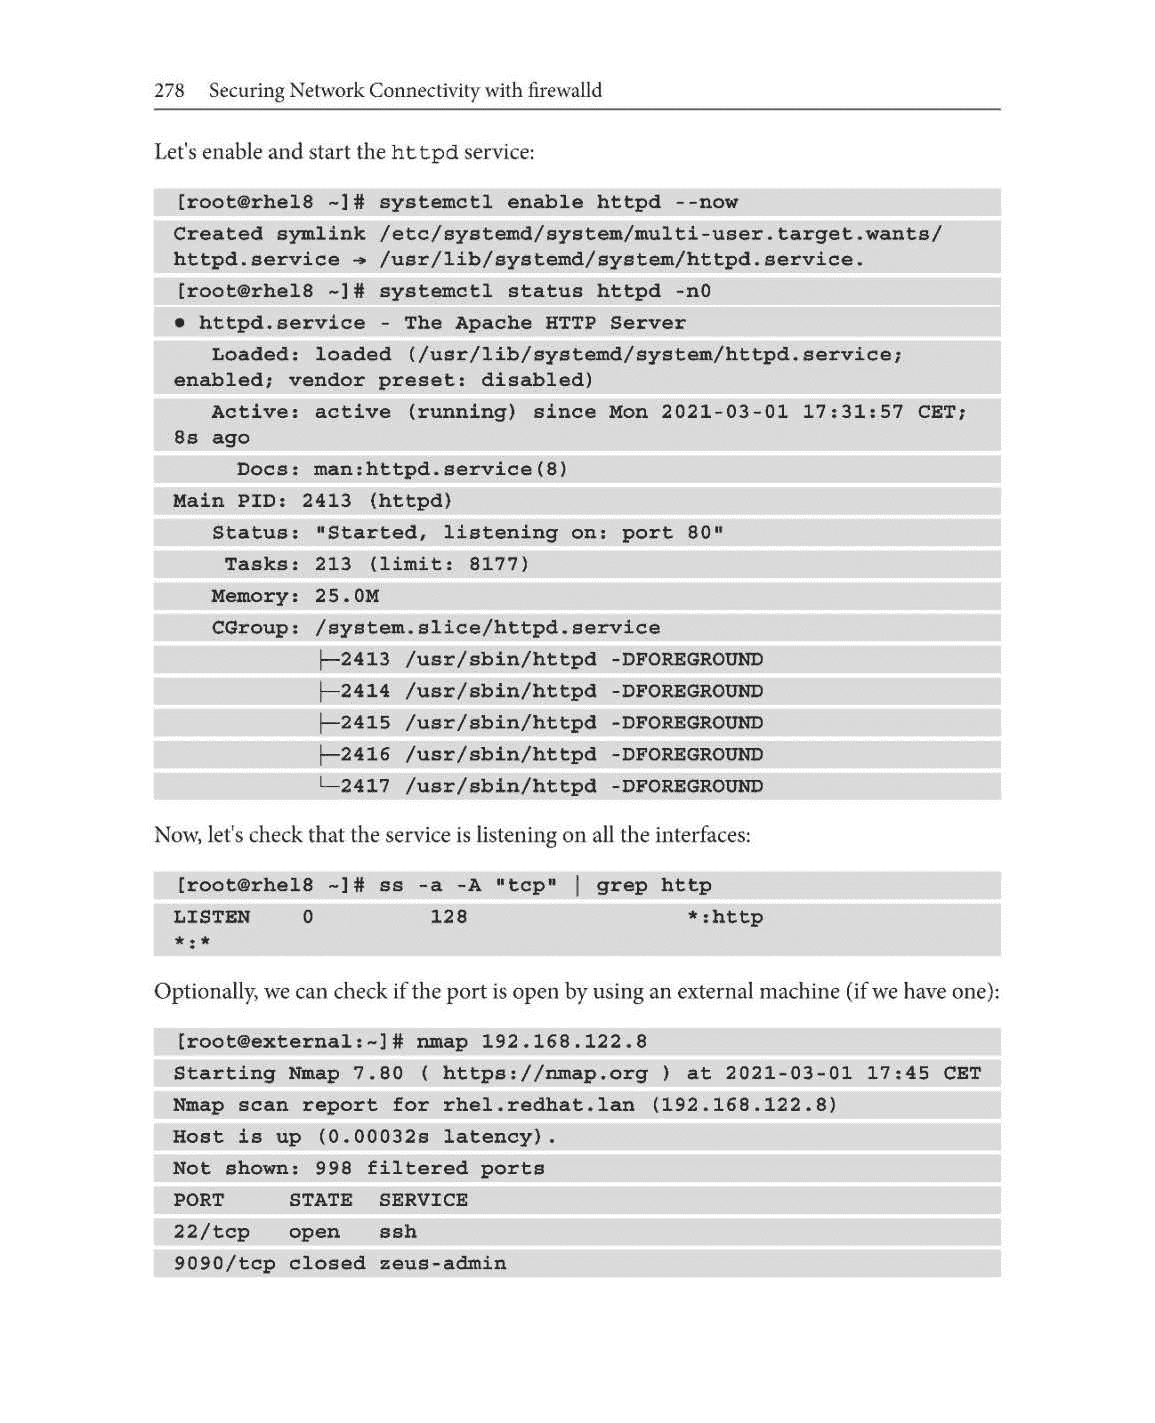 278 Securing Network Connectivity with firewalld
Let's enable and start the httpd service:
[root@rhel8 ~]# systemctl enable httpd --now
Created symlink /etc/systemd/system/multi-user.target.wants/
httpd.service → /usr/lib/systemd/system/httpd.service.
[root@rhel8 ~]# systemctl status httpd -n0
● httpd.service - The Apache HTTP Server
Loaded: loaded (/usr/lib/systemd/system/httpd.service;
enabled; vendor preset: disabled)
Active: active (running) since Mon 2021-03-01 17:31:57 CET;
8s ago
Docs: man:httpd.service(8)
Main PID: 2413 (httpd)
Status: "Started, listening on: port 80"
Tasks: 213 (limit: 8177)
Memory: 25.0M
CGroup: /system.slice/httpd.service
├─2413 /usr/sbin/httpd -DFOREGROUND
├─2414 /usr/sbin/httpd -DFOREGROUND
├─2415 /usr/sbin/httpd -DFOREGROUND
├─2416 /usr/sbin/httpd -DFOREGROUND
└─2417 /usr/sbin/httpd -DFOREGROUND
Now, let's check that the service is listening on all the interfaces:
[root@rhel8 ~]# ss -a -A "tcp" | grep http
LISTEN 0 128 *:http
*:*
Optionally, we can check if the port is open by using an external machine (if we have one):
[root@external:~]# nmap 192.168.122.8
Starting Nmap 7.80 ( https://nmap.org ) at 2021-03-01 17:45 CET
Nmap scan report for rhel.redhat.lan (192.168.122.8)
Host is up (0.00032s latency).
Not shown: 998 filtered ports
PORT STATE SERVICE
22/tcp open ssh
9090/tcp closed zeus-admin